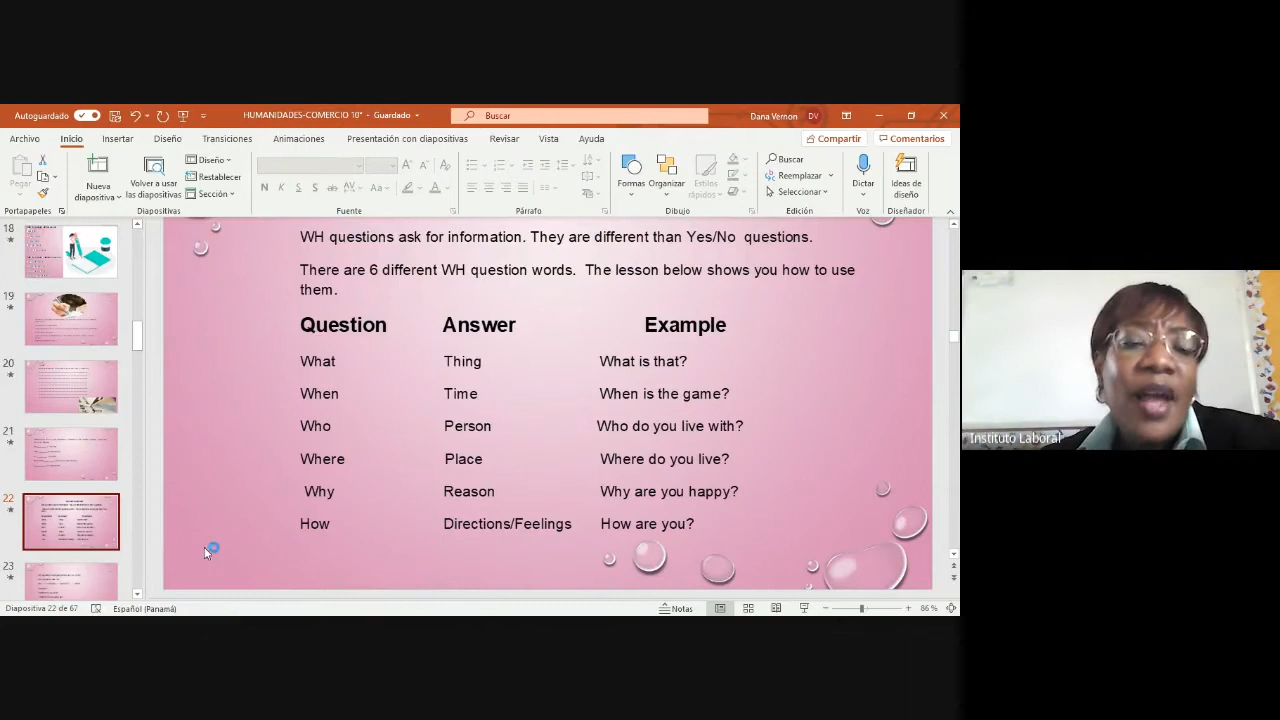 Autoguardado
HUMANIDADES-COMERCIO 10° - Guardado
Buscar
Dana Vernon DV
Archivo Inicio Insertar Diseño Transiciones Animaciones Presentación con diapositivas Revisar Vista Ayuda Compartir Comentarios
Pegar
Nueva diapositiva
Volver a usar las diapositivas
Diseño
Restablecer
Sección
N K S S ab AV Aa A
Formas
Organizar
Estilos rápidos
Buscar
Reemplazar
Seleccionar
Dictar
Ideas de diseño
Portapapeles Diapositivas Fuente Párrafo Dibujo Edición Voz Diseñador
18
19
20
21
22
23
WH questions ask for information. They are different than Yes/No questions.
There are 6 different WH question words. The lesson below shows you how to use
them.
Question Answer Example
What Thing What is that?
When Time When is the game?
Who Person Who do you live with?
Where Place Where do you live?
Why Reason Why are you happy?
How Directions/Feelings How are you?
Instituto Laboral
Diapositiva 22 de 67 Español (Panamá) Notas 86 %